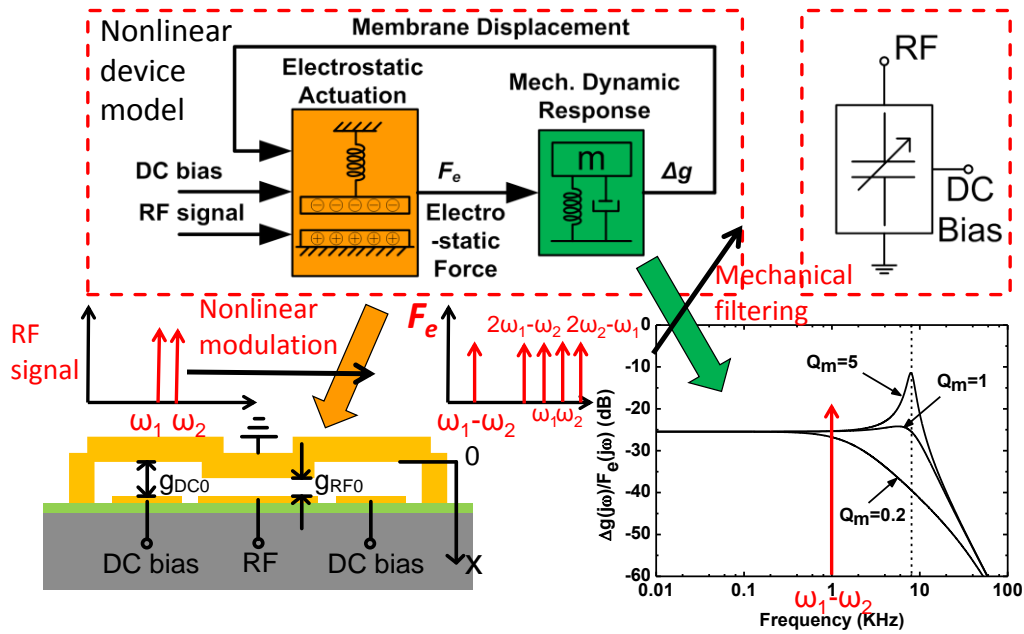 Nonlinear
device
model
Membrane Displacement
Electrostatic
Actuation
Mech. Dynamic
Response
DC bias
RF signal
Fₑ
Electro
-static
Force
m
Δg
RF
DC
Bias
Mechanical
filtering
RF
signal
Nonlinear
modulation
ω₁ ω₂
Fₑ
2ω₁-ω₂ 2ω₂-ω₁
ω₁-ω₂ ω₁ω₂
0
g_DC0
g_RF0
x
DC bias RF DC bias
Δg(jω)/Fₑ(jω) (dB)
0
-10
-20
-30
-40
-50
-60
Qₘ=5
Qₘ=1
Qₘ=0.2
0.01 0.1 1 10 100
ω₁-ω₂
Frequency (KHz)